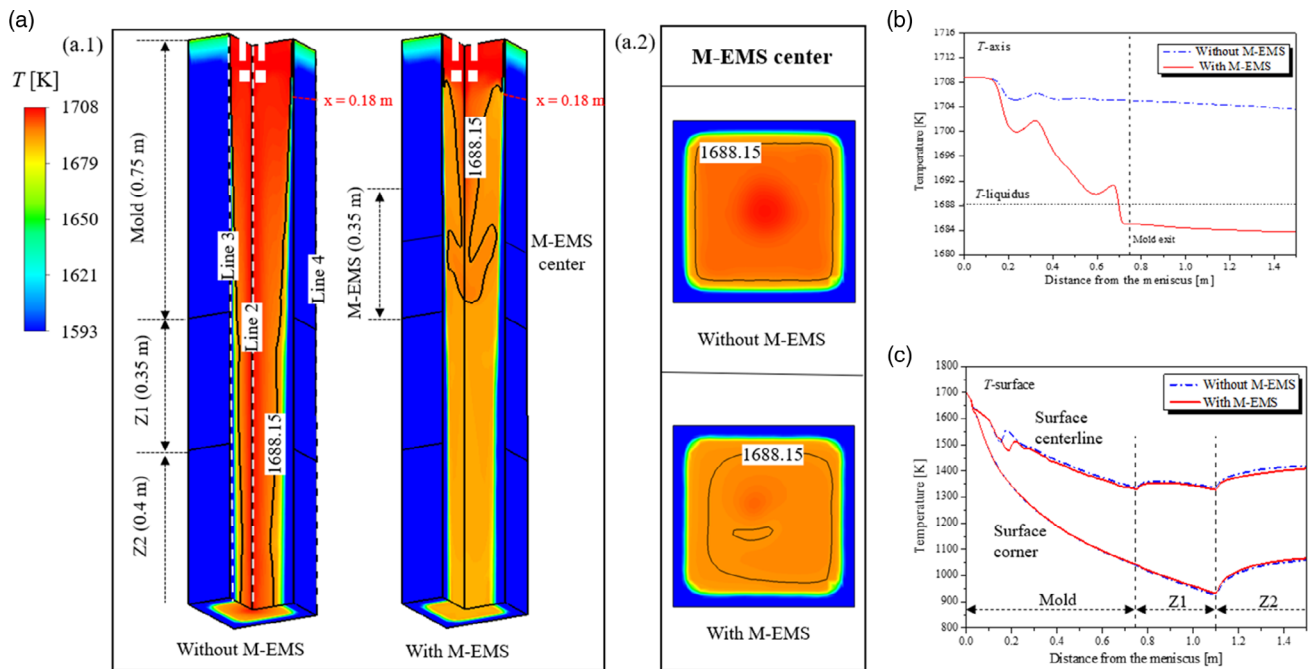 (a)
(a.1)
T [K]
1708
1679
1650
1621
1593
Mold (0.75 m)
Z1 (0.35 m)
Z2 (0.4 m)
Line 3
Line 2
Line 4
1688.15
x = 0.18 m
Without M-EMS
M-EMS (0.35 m)
1688.15
x = 0.18 m
M-EMS
center
With M-EMS
(a.2)
M-EMS center
1688.15
Without M-EMS
1688.15
With M-EMS
(b)
1716
1712
1708
1704
1700
1696
1692
1688
1684
1680
Temperature [K]
T-axis
Without M-EMS
With M-EMS
T-liquidus
Mold exit
0.0 0.2 0.4 0.6 0.8 1.0 1.2 1.4
Distance from the meniscus [m]
(c)
1800
1700
1600
1500
1400
1300
1200
1100
1000
900
800
Temperature [K]
T-surface
Without M-EMS
With M-EMS
Surface
centerline
Surface
corner
Mold Z1 Z2
0.0 0.2 0.4 0.6 0.8 1.0 1.2 1.4
Distance from the meniscus [m]